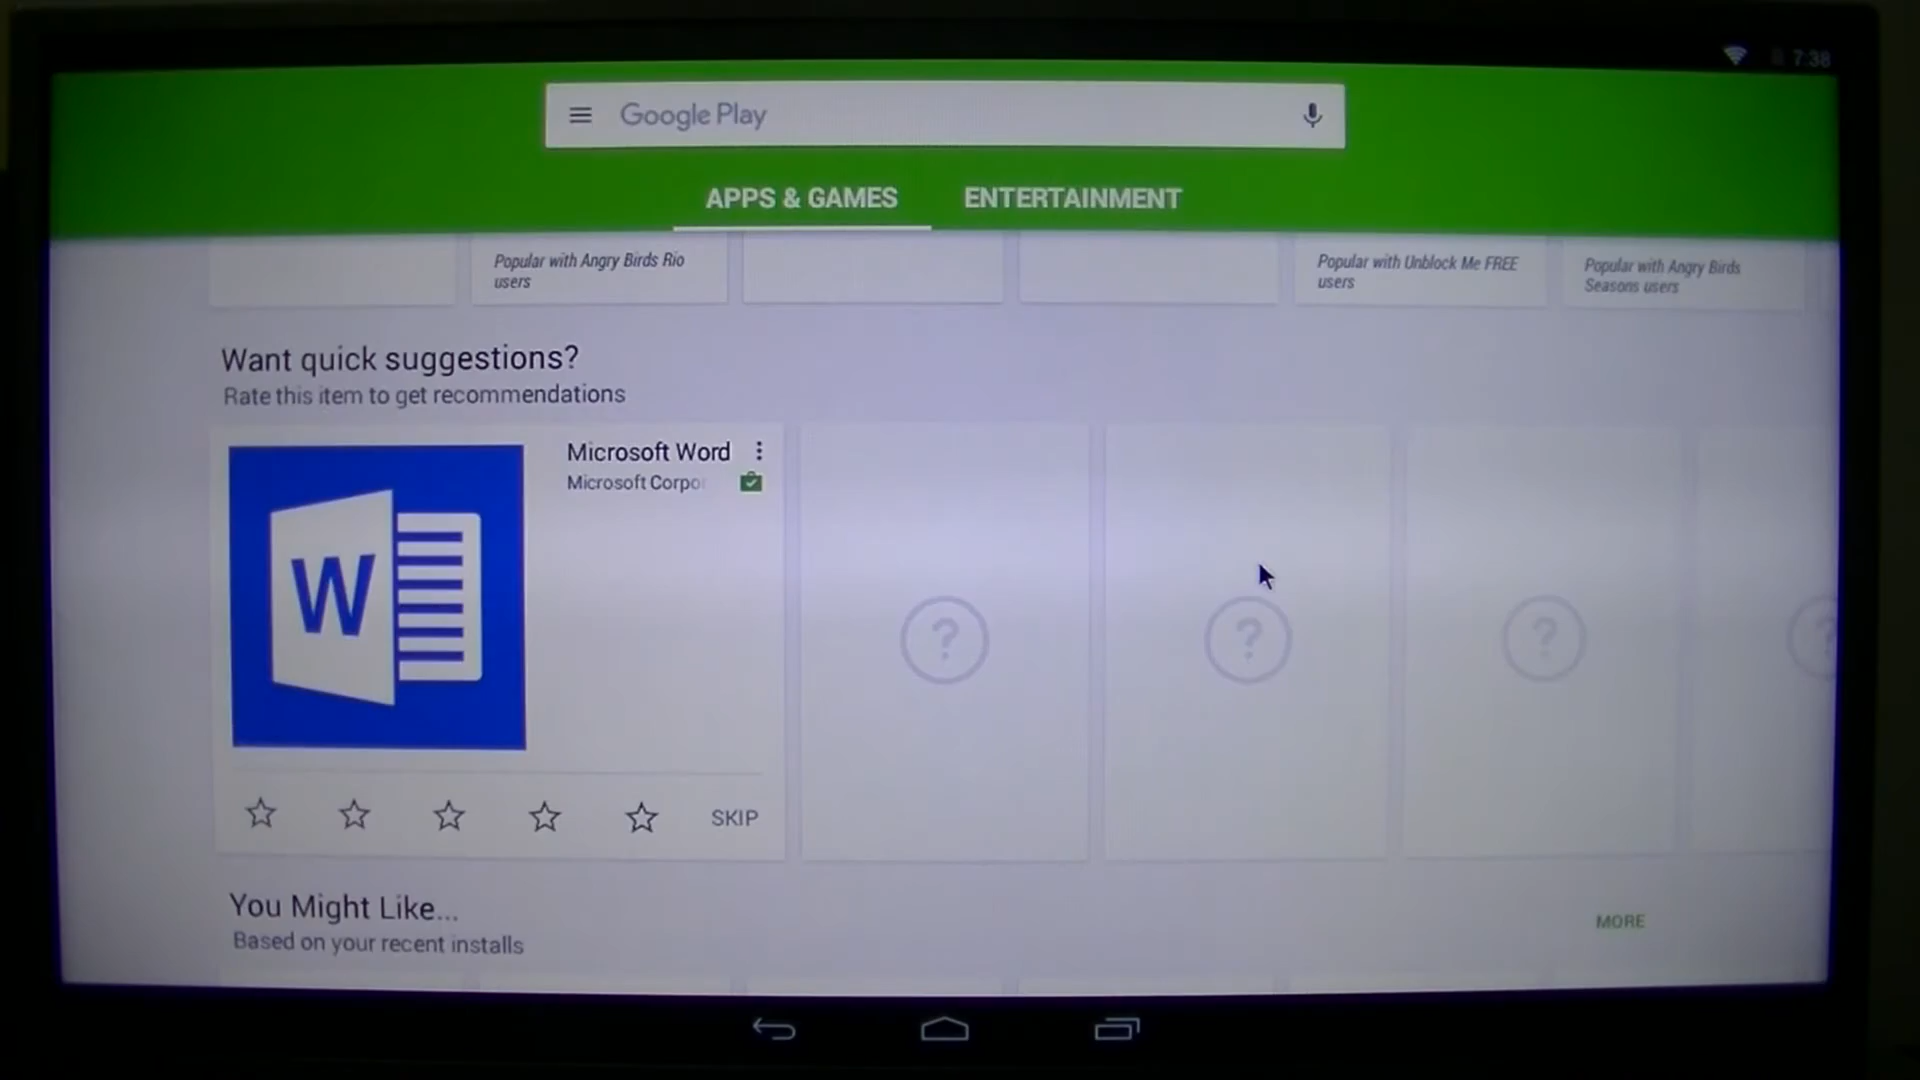 7:38
Google Play
APPS & GAMES
ENTERTAINMENT
Popular with Angry Birds Rio
users
Popular with Unblock Me FREE
users
Popular with Angry Birds
Seasons users
Want quick suggestions?
Rate this item to get recommendations
Microsoft Word
Microsoft Corpo
W
?
?
?
?
SKIP
You Might Like...
Based on your recent installs
MORE